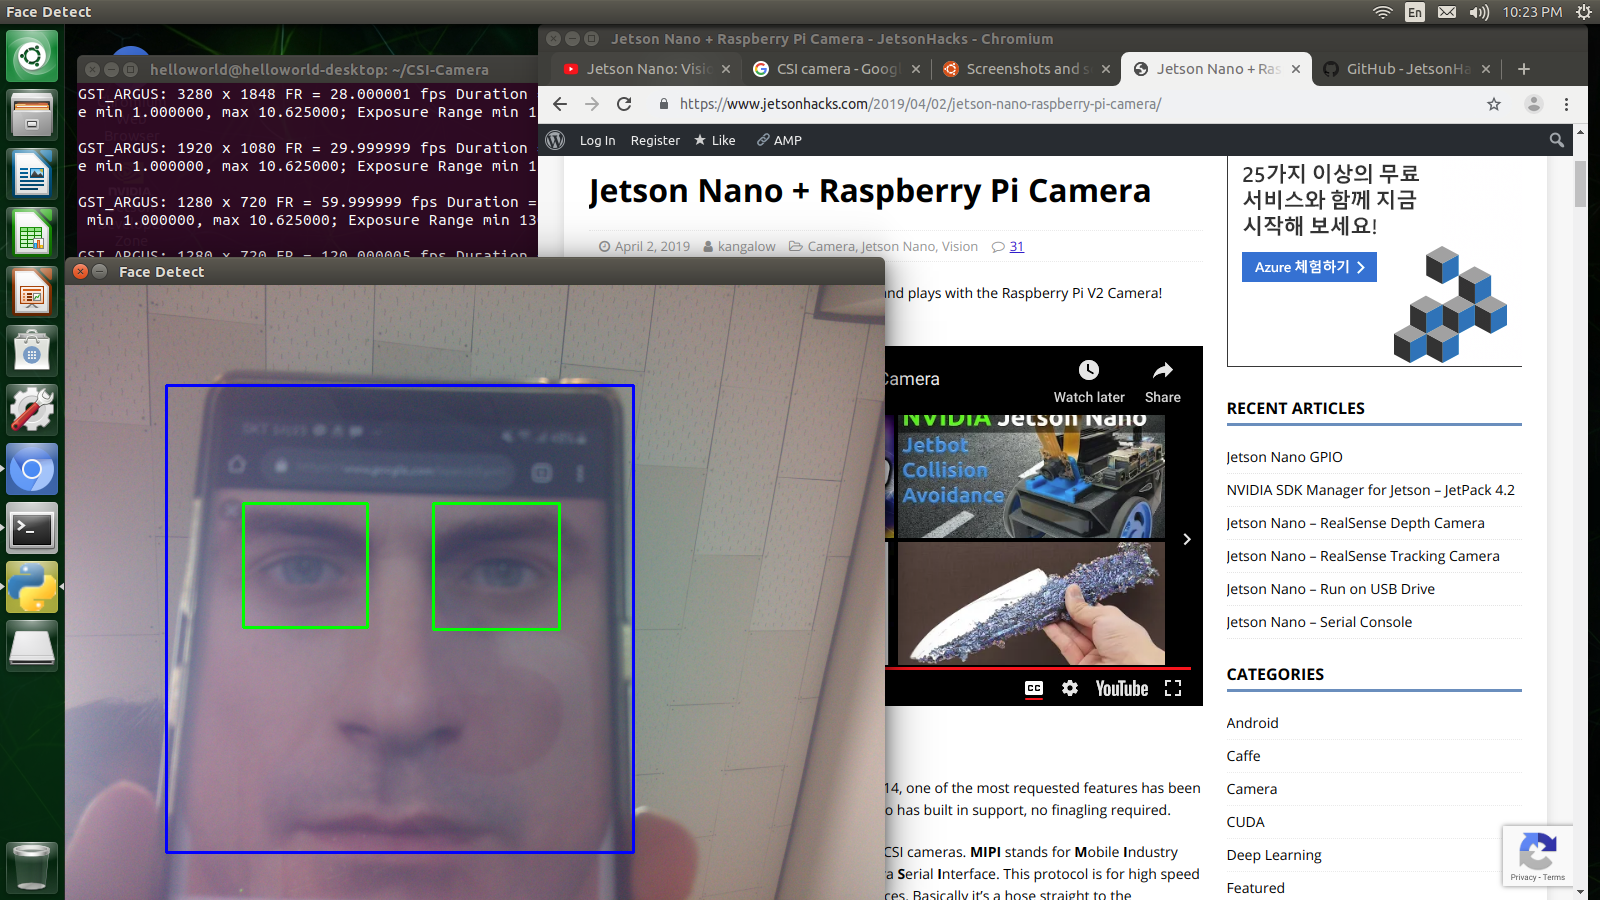 Face Detect
En
10:23 PM
helloworld@helloworld-desktop: ~/CSI-Camera
GST_ARGUS: 3280 x 1848 FR = 28.000001 fps Duration
e min 1.000000, max 10.625000; Exposure Range min 1
GST_ARGUS: 1920 x 1080 FR = 29.999999 fps Duration
e min 1.000000, max 10.625000; Exposure Range min 1
GST_ARGUS: 1280 x 720 FR = 59.999999 fps Duration =
min 1.000000, max 10.625000; Exposure Range min 13
GST_ARGUS: 1280 x 720 FR = 120.000005 fps Duration
Face Detect
Jetson Nano + Raspberry Pi Camera - JetsonHacks - Chromium
Jetson Nano: Visi
CSI camera - Googl
Screenshots and s
Jetson Nano + Ras
GitHub - JetsonHa
https://www.jetsonhacks.com/2019/04/02/jetson-nano-raspberry-pi-camera/
Log In Register Like AMP
Jetson Nano + Raspberry Pi Camera
April 2, 2019 kangalow Camera, Jetson Nano, Vision 31
and plays with the Raspberry Pi V2 Camera!
Camera
Watch later
Share
NVIDIA Jetson Nano
Jetbot
Collision
Avoidance
CC
YouTube
14, one of the most requested features has been
o has built in support, no finagling required.
CSI cameras. MIPI stands for Mobile Industry
a Serial Interface. This protocol is for high speed
ces. Basically it's a hose straight to the
25가지 이상의 무료
서비스와 함께 지금
시작해 보세요!
Azure 체험하기
RECENT ARTICLES
Jetson Nano GPIO
NVIDIA SDK Manager for Jetson – JetPack 4.2
Jetson Nano – RealSense Depth Camera
Jetson Nano – RealSense Tracking Camera
Jetson Nano – Run on USB Drive
Jetson Nano – Serial Console
CATEGORIES
Android
Caffe
Camera
CUDA
Deep Learning
Featured
Privacy - Terms